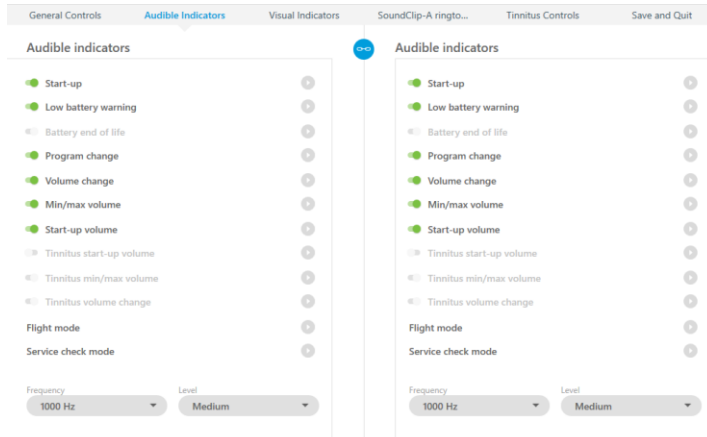 General Controls
Audible Indicators
Visual Indicators
SoundClip-A ringto...
Tinnitus Controls
Save and Quit
Audible indicators
Start-up
Low battery warning
Battery end of life
Program change
Volume change
Min/max volume
Start-up volume
Tinnitus start-up volume
Tinnitus min/max volume
Tinnitus volume change
Flight mode
Service check mode
Frequency
Level
1000 Hz
Medium
Audible indicators
Start-up
Low battery warning
Battery end of life
Program change
Volume change
Min/max volume
Start-up volume
Tinnitus start-up volume
Tinnitus min/max volume
Tinnitus volume change
Flight mode
Service check mode
Frequency
Level
1000 Hz
Medium